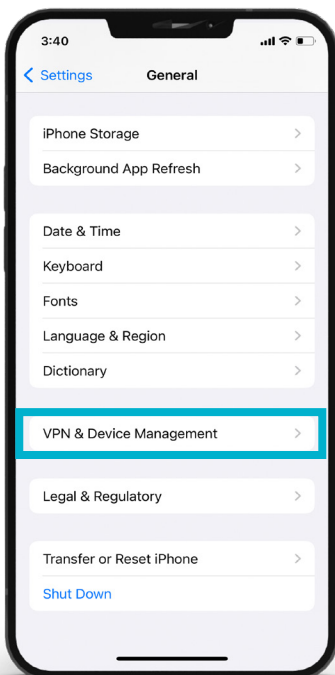 3:40
Settings
General
iPhone Storage
Background App Refresh
Date & Time
Keyboard
Fonts
Language & Region
Dictionary
VPN & Device Management
Legal & Regulatory
Transfer or Reset iPhone
Shut Down